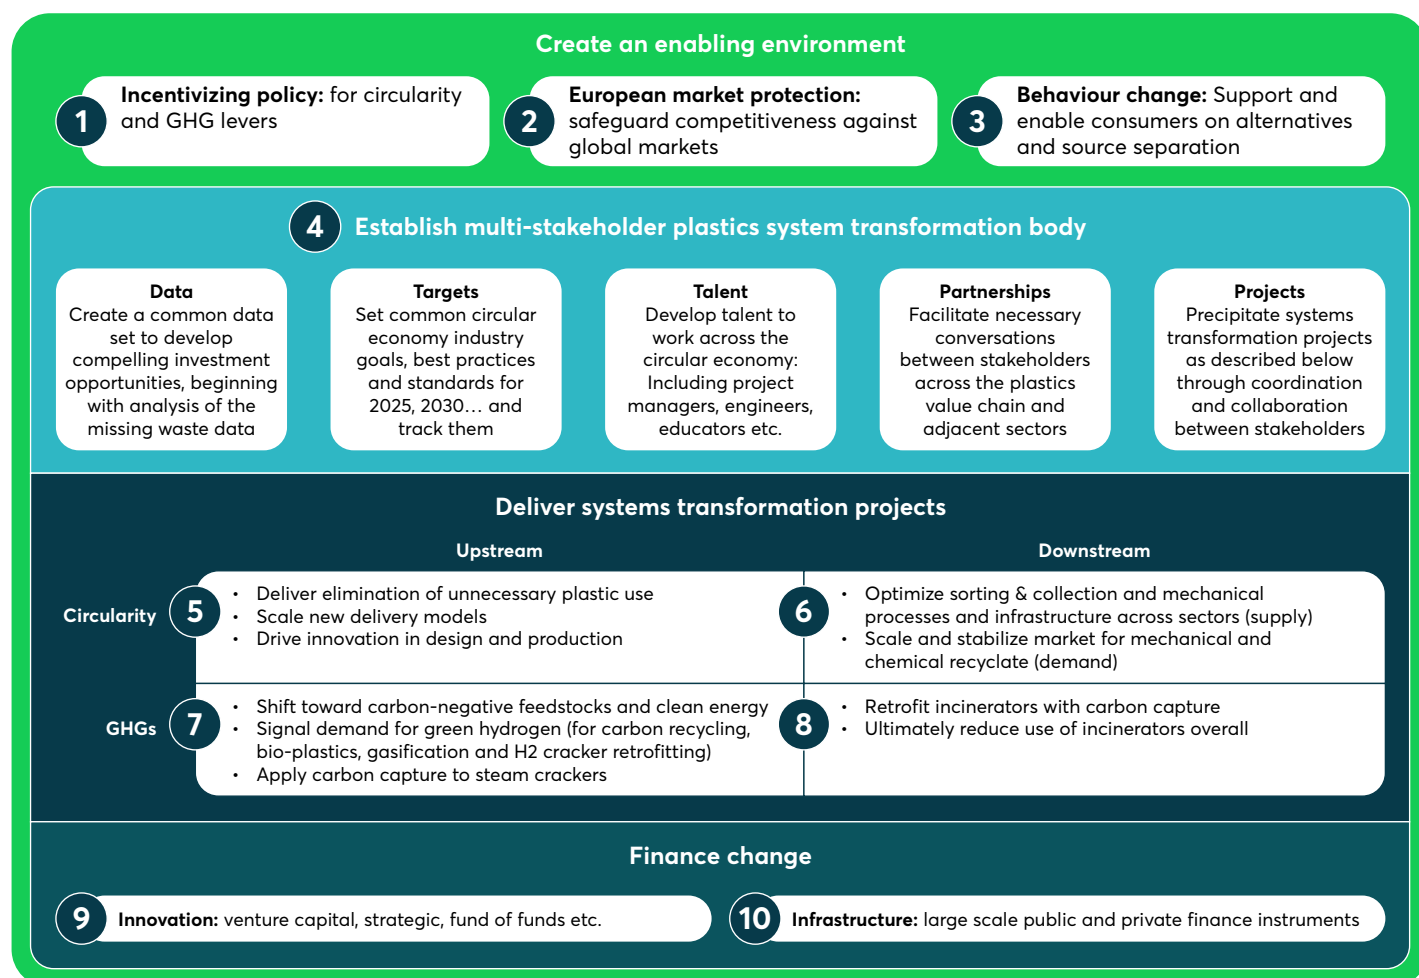 Create an enabling environment
1
Incentivizing policy: for circularity
and GHG levers
2
European market protection:
safeguard competitiveness against
global markets
3
Behaviour change: Support and
enable consumers on alternatives
and source separation
4
Establish multi-stakeholder plastics system transformation body
Data
Create a common data
set to develop
compelling investment
opportunities, beginning
with analysis of the
missing waste data
Targets
Set common circular
economy industry
goals, best practices
and standards for
2025, 2030... and
track them
Talent
Develop talent to
work across the
circular economy:
Including project
managers, engineers,
educators etc.
Partnerships
Facilitate necessary
conversations
between stakeholders
across the plastics
value chain and
adjacent sectors
Projects
Precipitate systems
transformation projects
as described below
through coordination
and collaboration
between stakeholders
Deliver systems transformation projects
Upstream
Downstream
Circularity
5
• Deliver elimination of unnecessary plastic use
• Scale new delivery models
• Drive innovation in design and production
6
• Optimize sorting & collection and mechanical
processes and infrastructure across sectors (supply)
• Scale and stabilize market for mechanical and
chemical recyclate (demand)
GHGs
7
• Shift toward carbon-negative feedstocks and clean energy
• Signal demand for green hydrogen (for carbon recycling,
bio-plastics, gasification and H2 cracker retrofitting)
• Apply carbon capture to steam crackers
8
• Retrofit incinerators with carbon capture
• Ultimately reduce use of incinerators overall
Finance change
9
Innovation: venture capital, strategic, fund of funds etc.
10
Infrastructure: large scale public and private finance instruments